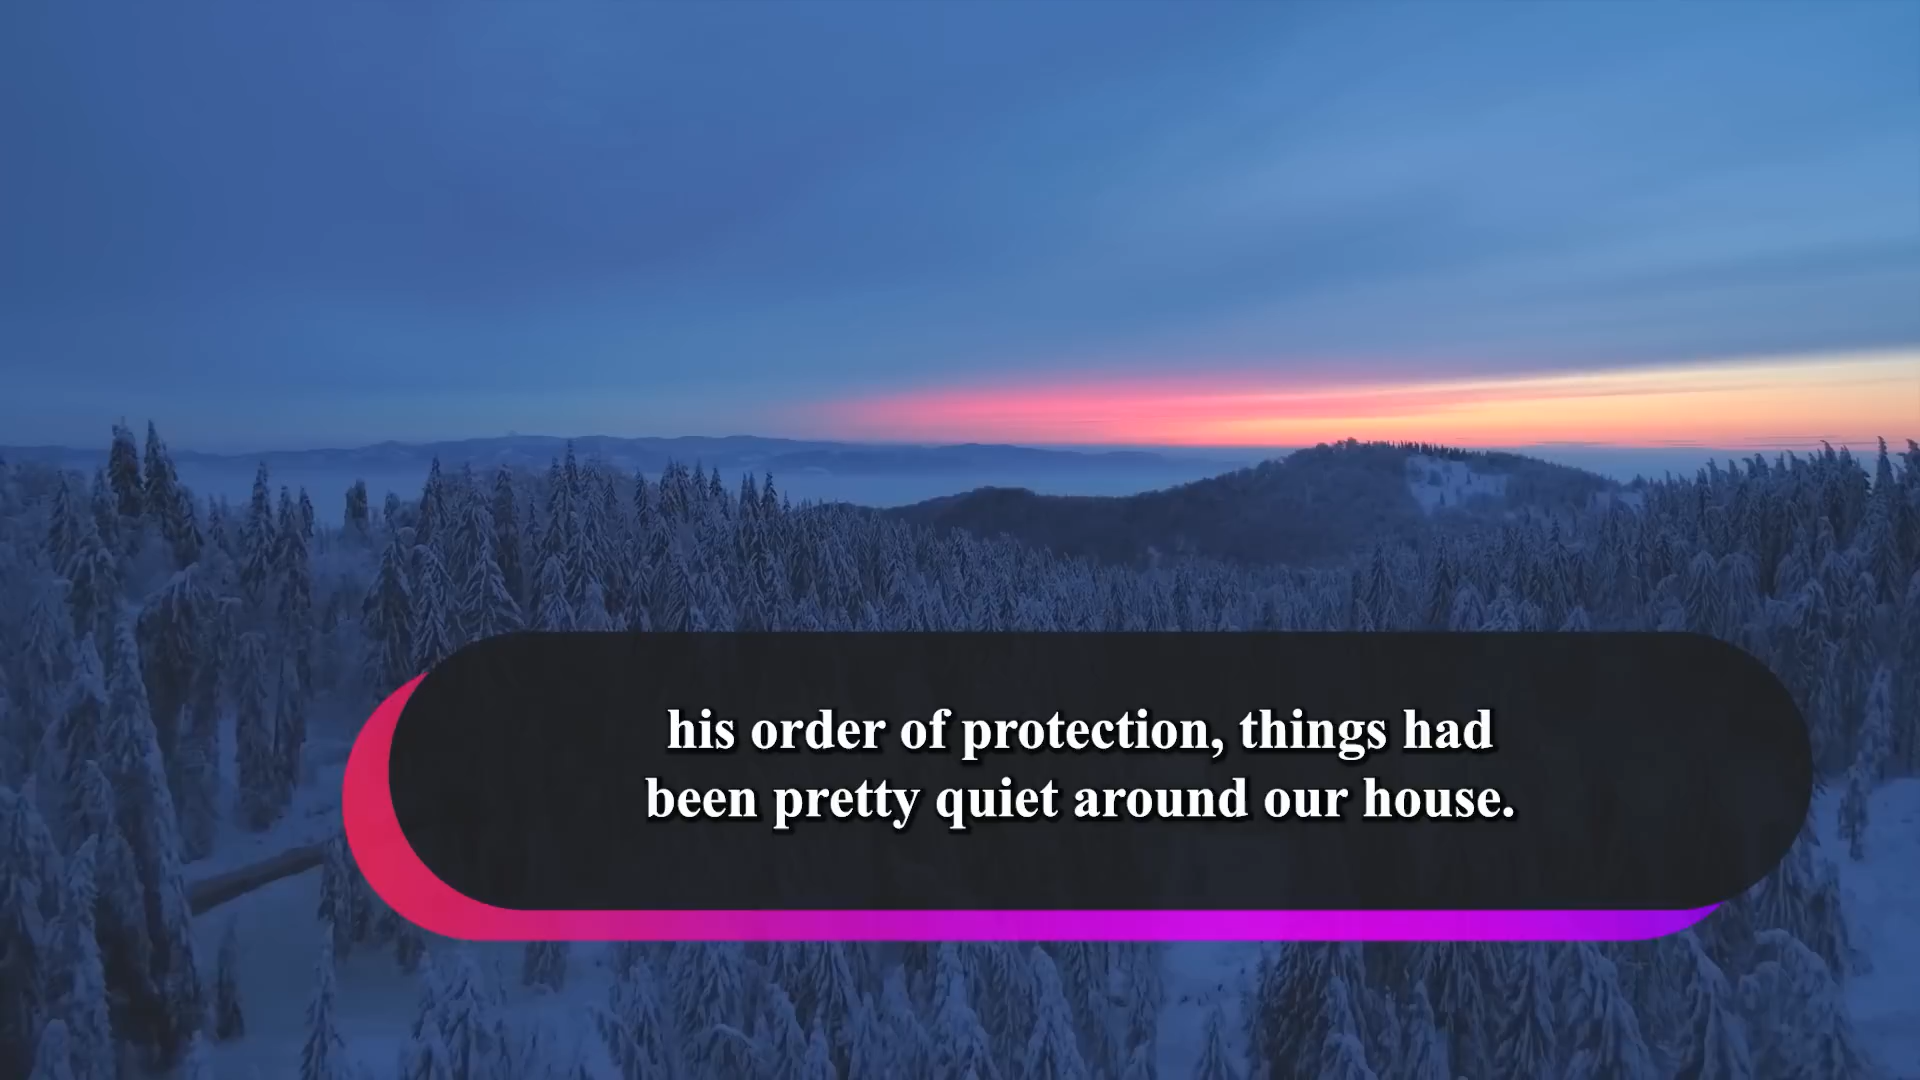 his order of protection, things had
been pretty quiet around our house.